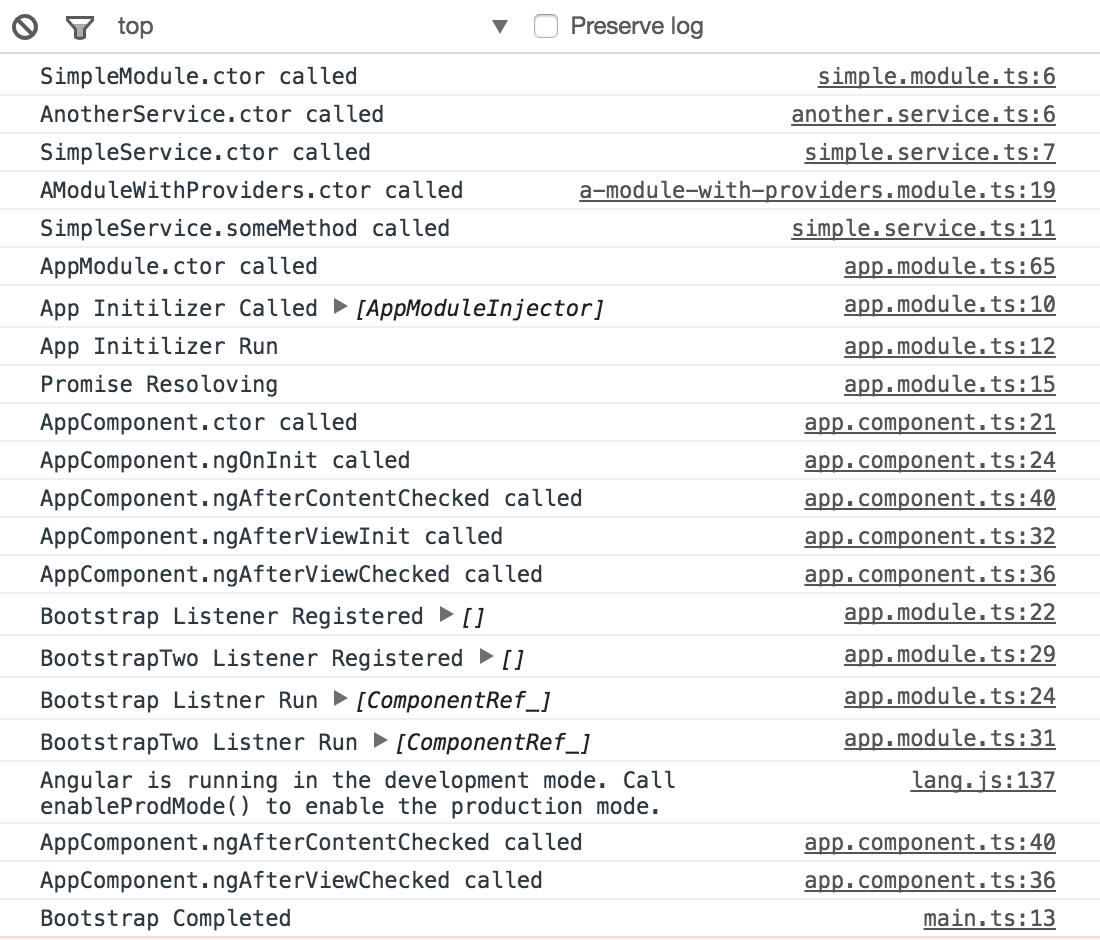 top Preserve log
SimpleModule.ctor called simple.module.ts:6
AnotherService.ctor called another.service.ts:6
SimpleService.ctor called simple.service.ts:7
AModuleWithProviders.ctor called a-module-with-providers.module.ts:19
SimpleService.someMethod called simple.service.ts:11
AppModule.ctor called app.module.ts:65
App Initilizer Called ▶[AppModuleInjector] app.module.ts:10
App Initilizer Run app.module.ts:12
Promise Resoloving app.module.ts:15
AppComponent.ctor called app.component.ts:21
AppComponent.ngOnInit called app.component.ts:24
AppComponent.ngAfterContentChecked called app.component.ts:40
AppComponent.ngAfterViewInit called app.component.ts:32
AppComponent.ngAfterViewChecked called app.component.ts:36
Bootstrap Listener Registered ▶[] app.module.ts:22
BootstrapTwo Listener Registered ▶[] app.module.ts:29
Bootstrap Listner Run ▶[ComponentRef_] app.module.ts:24
BootstrapTwo Listner Run ▶[ComponentRef_] app.module.ts:31
Angular is running in the development mode. Call lang.js:137
enableProdMode() to enable the production mode.
AppComponent.ngAfterContentChecked called app.component.ts:40
AppComponent.ngAfterViewChecked called app.component.ts:36
Bootstrap Completed main.ts:13